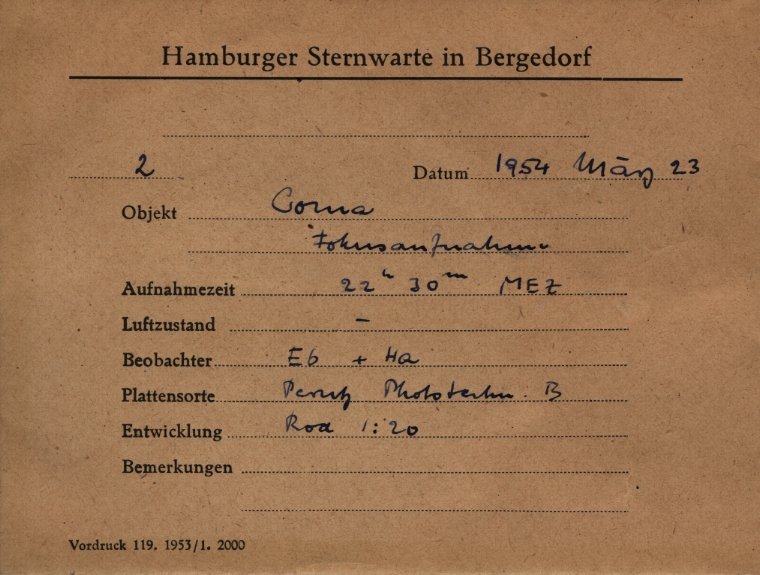 Hamburger Sternwarte in Bergedorf
2 Datum 1954 März 23
Objekt Coma
Fokusaufnahme
Aufnahmezeit 22h 30m MEZ
Luftzustand –
Beobachter Eb + Ha
Plattensorte Perutz Phototechn. B
Entwicklung Rod 1:20
Bemerkungen
Vordruck 119. 1953/1. 2000